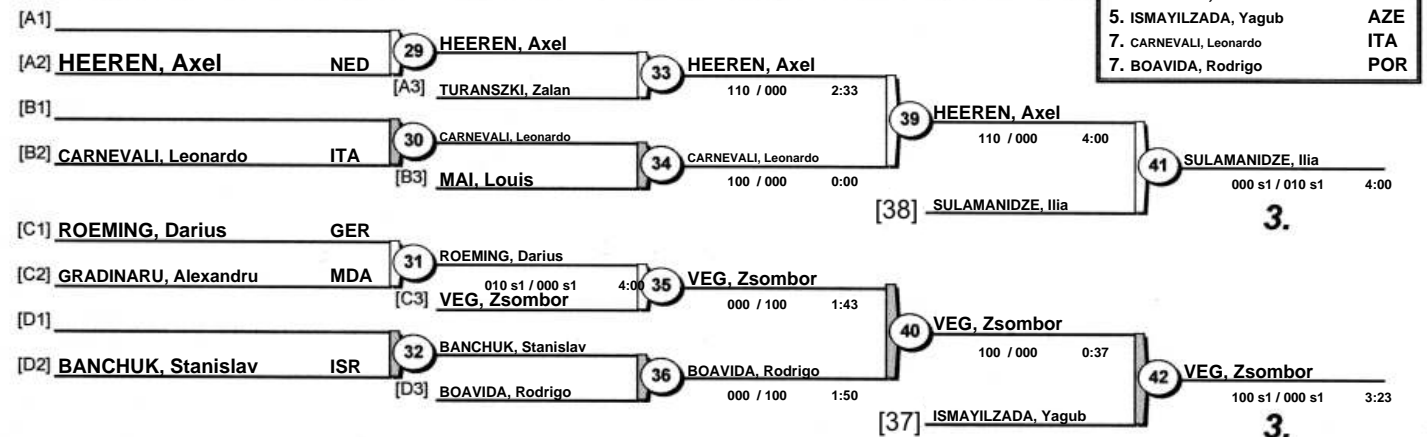 5. ISMAYILZADA, Yagub AZE
7. CARNEVALI, Leonardo ITA
7. BOAVIDA, Rodrigo POR
[A1]
[A2] HEEREN, Axel NED
29 HEEREN, Axel
[A3] TURANSZKI, Zalan
33 HEEREN, Axel
110 / 000 2:33
[B1]
[B2] CARNEVALI, Leonardo ITA
30 CARNEVALI, Leonardo
[B3] MAI, Louis
34 CARNEVALI, Leonardo
100 / 000 0:00
39 HEEREN, Axel
110 / 000 4:00
[38] SULAMANIDZE, Ilia
41 SULAMANIDZE, Ilia
000 s1 / 010 s1 4:00
3.
[C1] ROEMING, Darius GER
[C2] GRADINARU, Alexandru MDA
31 ROEMING, Darius
010 s1 / 000 s1 4:00
[C3] VEG, Zsombor
35 VEG, Zsombor
000 / 100 1:43
[D1]
[D2] BANCHUK, Stanislav ISR
32 BANCHUK, Stanislav
[D3] BOAVIDA, Rodrigo
36 BOAVIDA, Rodrigo
000 / 100 1:50
40 VEG, Zsombor
100 / 000 0:37
[37] ISMAYILZADA, Yagub
42 VEG, Zsombor
100 s1 / 000 s1 3:23
3.